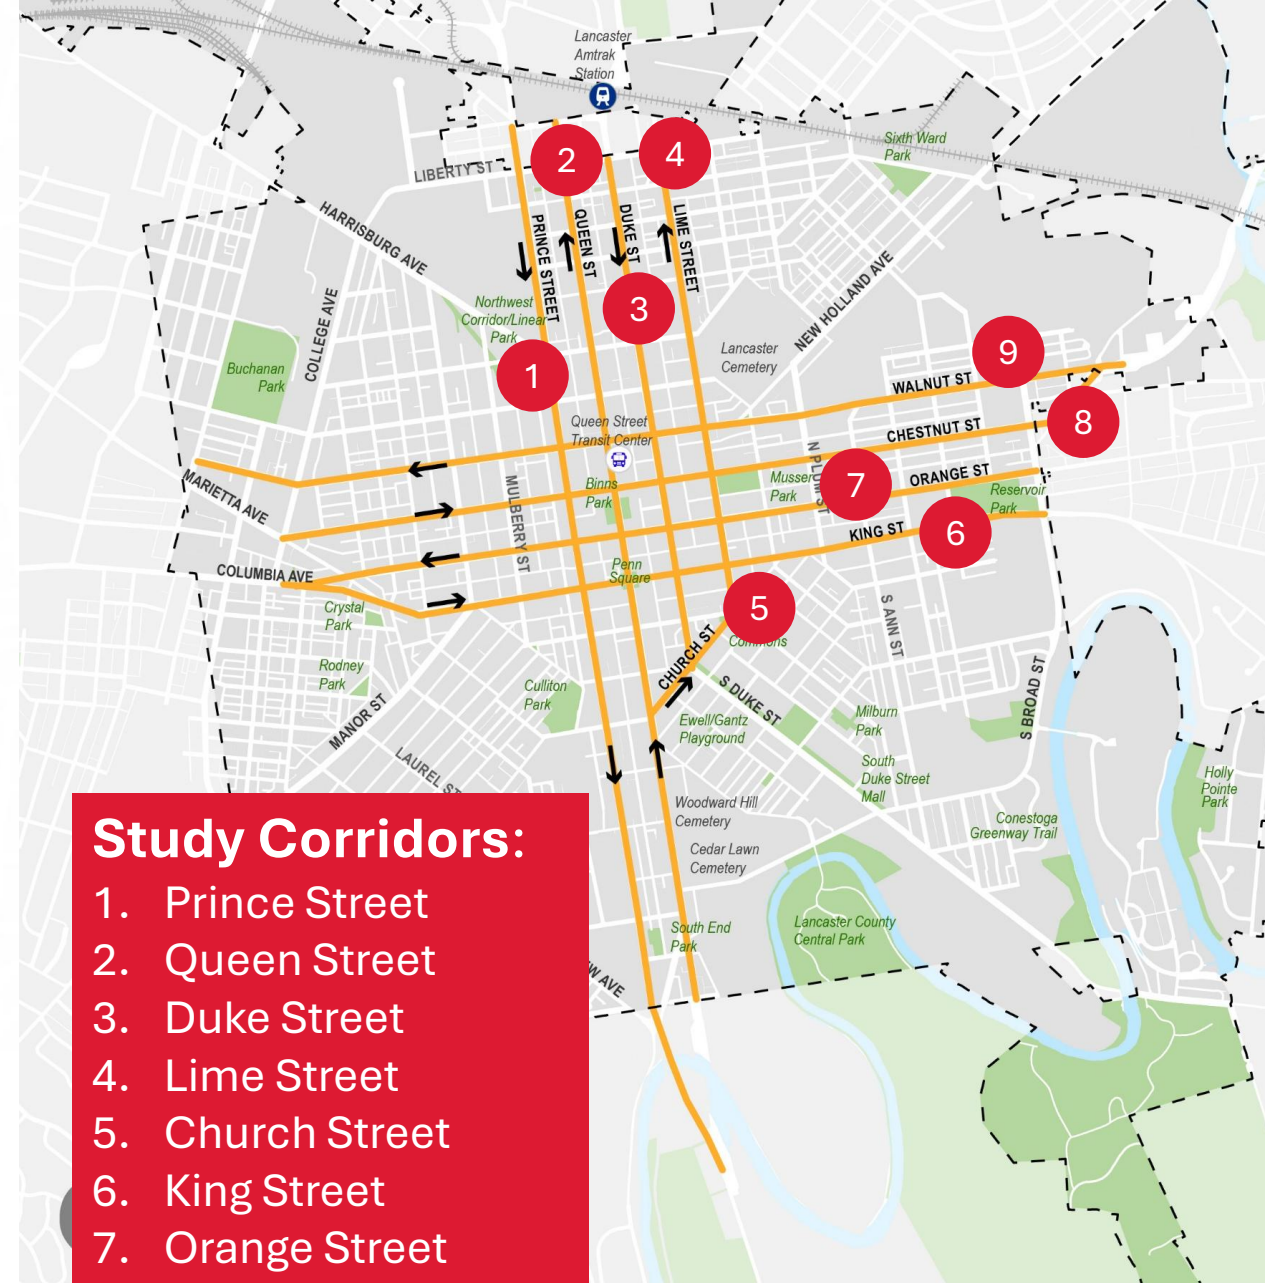 Lancaster
Amtrak
Station
2
4
Sixth Ward
Park
LIBERTY ST
HARRISBURG AVE
PRINCE STREET
QUEEN ST
DUKE ST
LIME STREET
NEW HOLLAND AVE
COLLEGE AVE
Northwest
Corridor/Linear
Park
3
Buchanan
Park
1
Lancaster
Cemetery
9
WALNUT ST
8
Queen Street
Transit Center
CHESTNUT ST
N PLUM ST
MARIETTA AVE
MULBERRY ST
Binns
Park
Musser
Park
7
ORANGE ST
Reservoir
Park
KING ST
6
COLUMBIA AVE
Penn
Square
Crystal
Park
5
Commons
S ANN ST
CHURCH ST
Rodney
Park
Culliton
Park
S DUKE ST
S BROAD ST
MANOR ST
Ewell/Gantz
Playground
Milburn
Park
LAUREL ST
South
Duke Street
Mall
Holly
Pointe
Park
Woodward Hill
Cemetery
Conestoga
Greenway Trail
Cedar Lawn
Cemetery
South End
Park
Lancaster County
Central Park
W AVE
Study Corridors:
1. Prince Street
2. Queen Street
3. Duke Street
4. Lime Street
5. Church Street
6. King Street
7. Orange Street